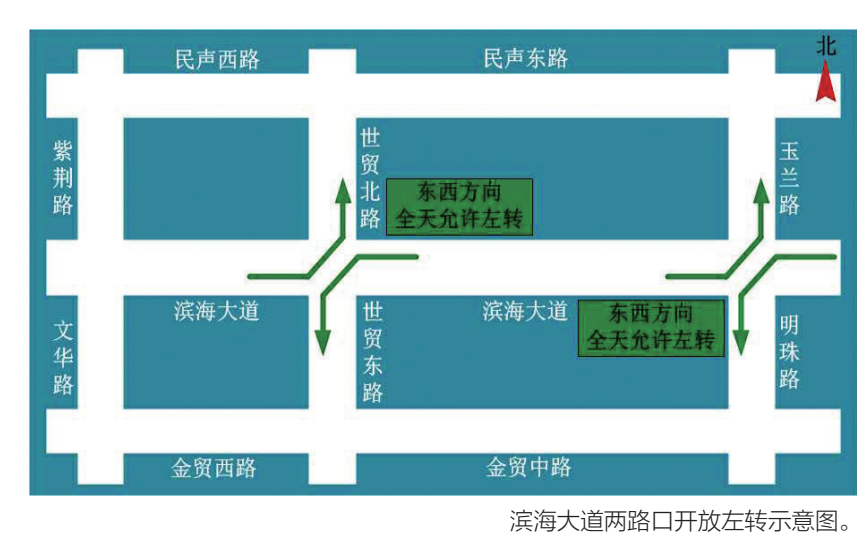 民声西路
民声东路
北
紫荆路
世贸北路
玉兰路
东西方向
全天允许左转
滨海大道
滨海大道
文华路
世贸东路
东西方向
全天允许左转
明珠路
金贸西路
金贸中路
滨海大道两路口开放左转示意图。